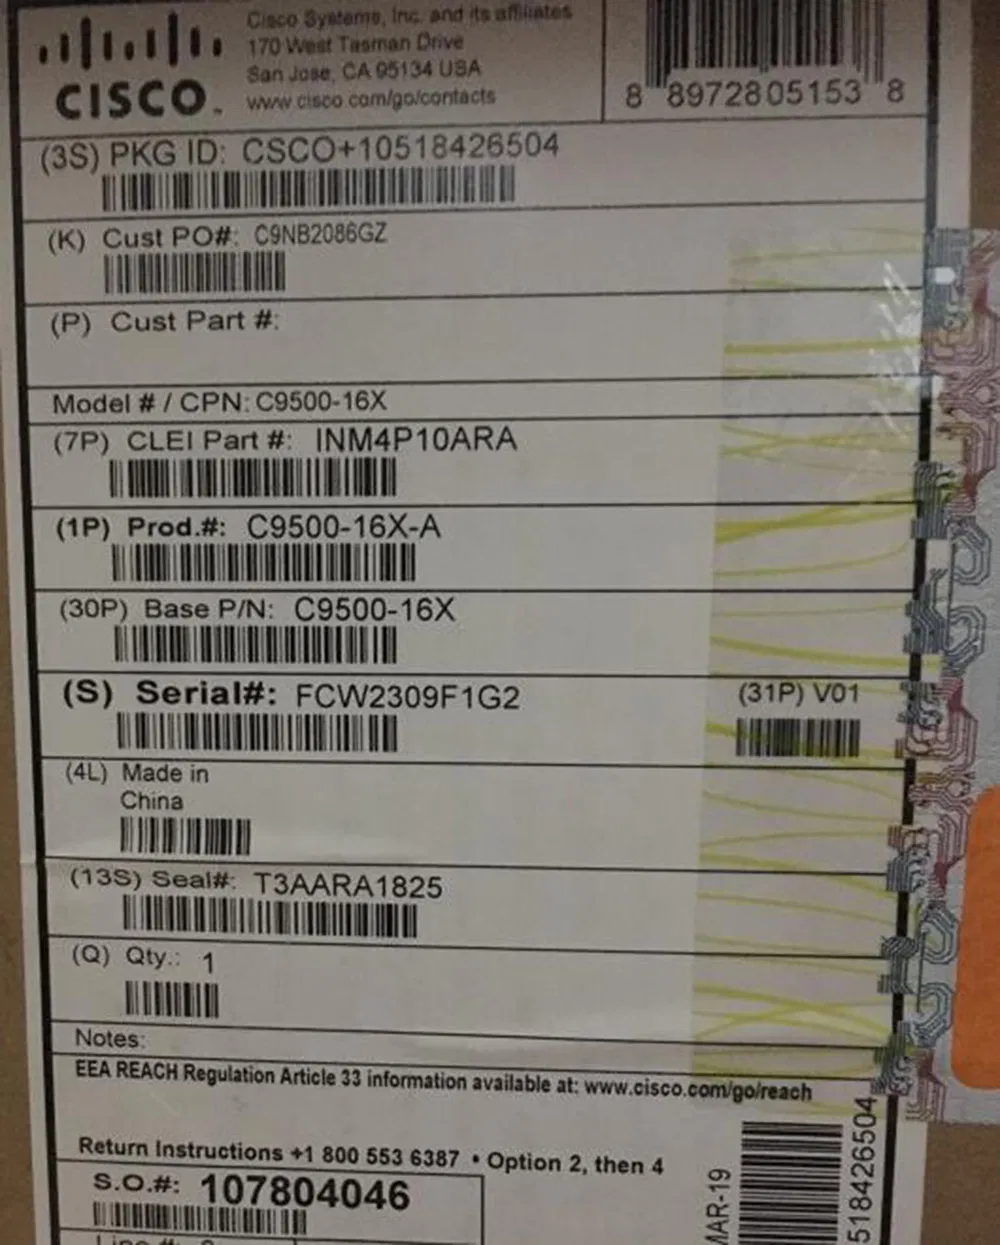 Cisco Systems, Inc. and its affiliates
170 West Tasman Drive
San Jose, CA 95134 USA
www.cisco.com/go/contacts
CISCO
8 8972805153 8
(3S) PKG ID: CSCO+10518426504
(K) Cust PO#: C9NB2086GZ
(P) Cust Part #:
Model # / CPN: C9500-16X
(7P) CLEI Part #: INM4P10ARA
(1P) Prod.#: C9500-16X-A
(30P) Base P/N: C9500-16X
(S) Serial#: FCW2309F1G2
(31P) V01
(4L) Made in
China
(13S) Seal#: T3AARA1825
(Q) Qty.: 1
Notes:
EEA REACH Regulation Article 33 information available at: www.cisco.com/go/reach
Return Instructions +1 800 553 6387 • Option 2, then 4
S.O.#: 107804046
MAR-19
518426504